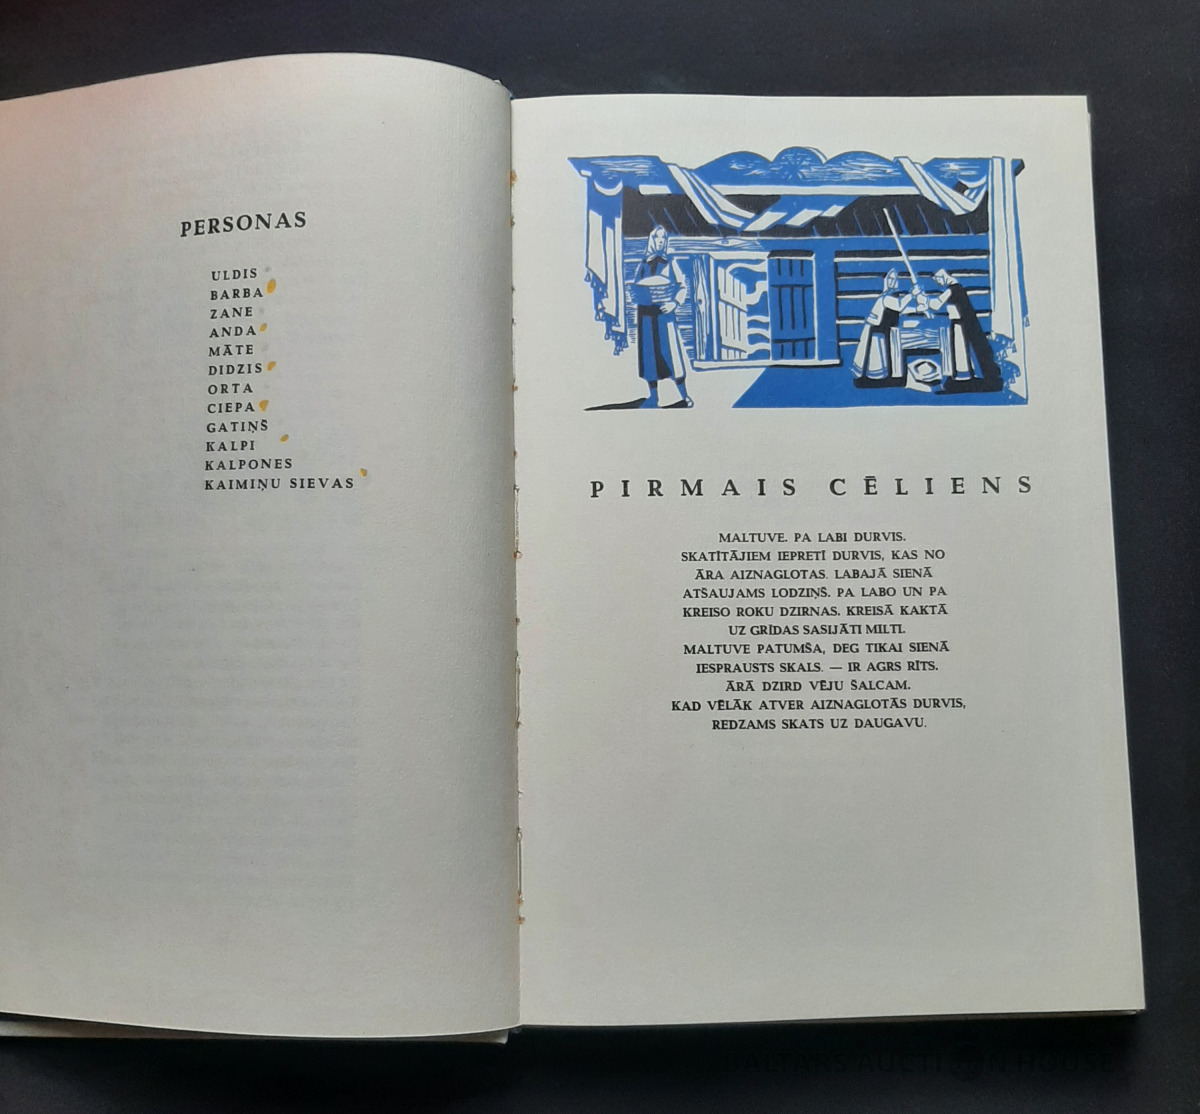 PERSONAS
ULDIS
BARBA
ZANE
ANDA
MĀTE
DIDZIS
ORTA
CIEPA
GATIŅŠ
KALPI
KALPONES
KAIMIŅU SIEVAS
PIRMAIS CĒLIENS
MALTUVE. PA LABI DURVIS.
SKATĪTĀJIEM IEPRETĪ DURVIS, KAS NO
ĀRA AIZNAGLOTAS. LABAJĀ SIENĀ
ATŠAUJAMS LODZIŅŠ. PA LABO UN PA
KREISO ROKU DZIRNAS. KREISĀ KAKTĀ
UZ GRĪDAS SASIJĀTI MILTI.
MALTUVE PATUMŠA, DEG TIKAI SIENĀ
IESPRAUSTS SKALS. — IR AGRS RĪTS.
ĀRĀ DZIRD VĒJU ŠALCAM.
KAD VĒLĀK ATVER AIZNAGLOTĀS DURVIS,
REDZAMS SKATS UZ DAUGAVU.
BALTARS AUCTION HOUSE